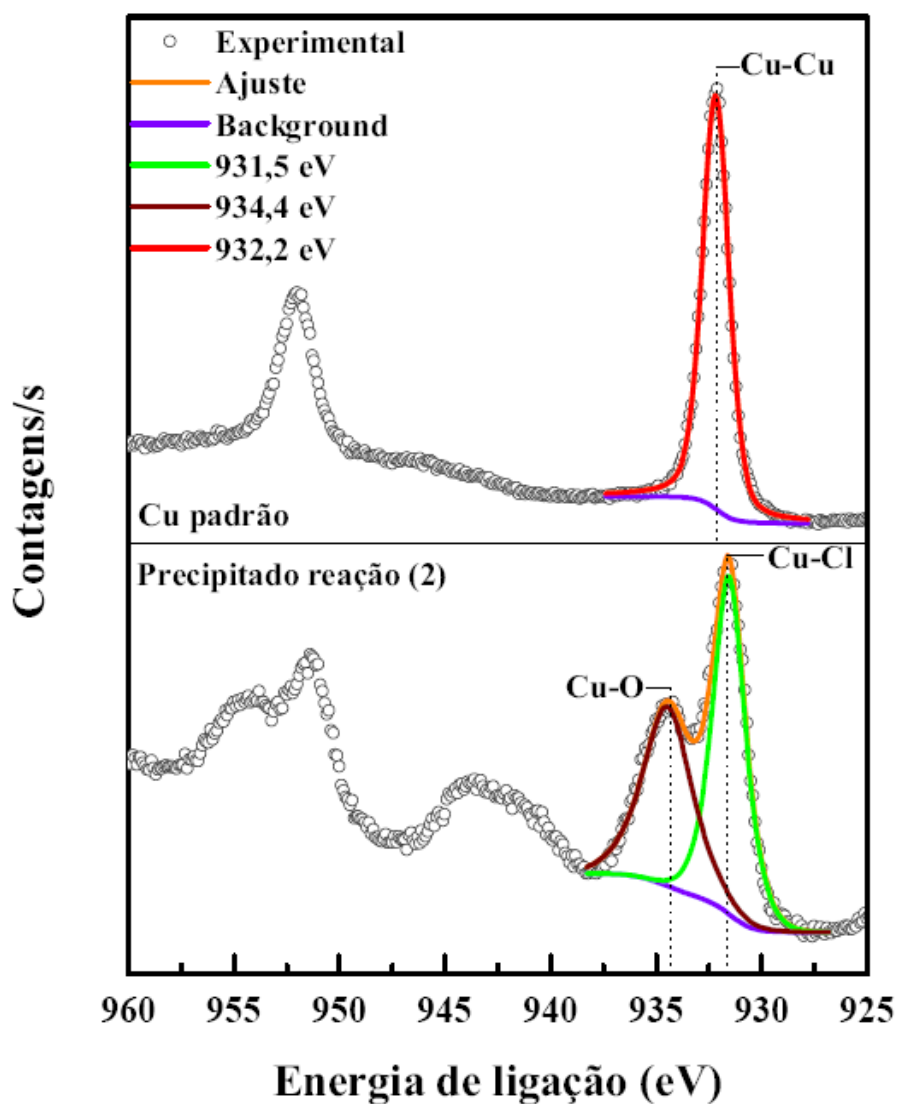 Experimental
Ajuste
Background
931,5 eV
934,4 eV
932,2 eV
Cu-Cu
Cu padrão
Precipitado reação (2)
Cu-Cl
Cu-O
Contagens/s
960 955 950 945 940 935 930 925
Energia de ligação (eV)